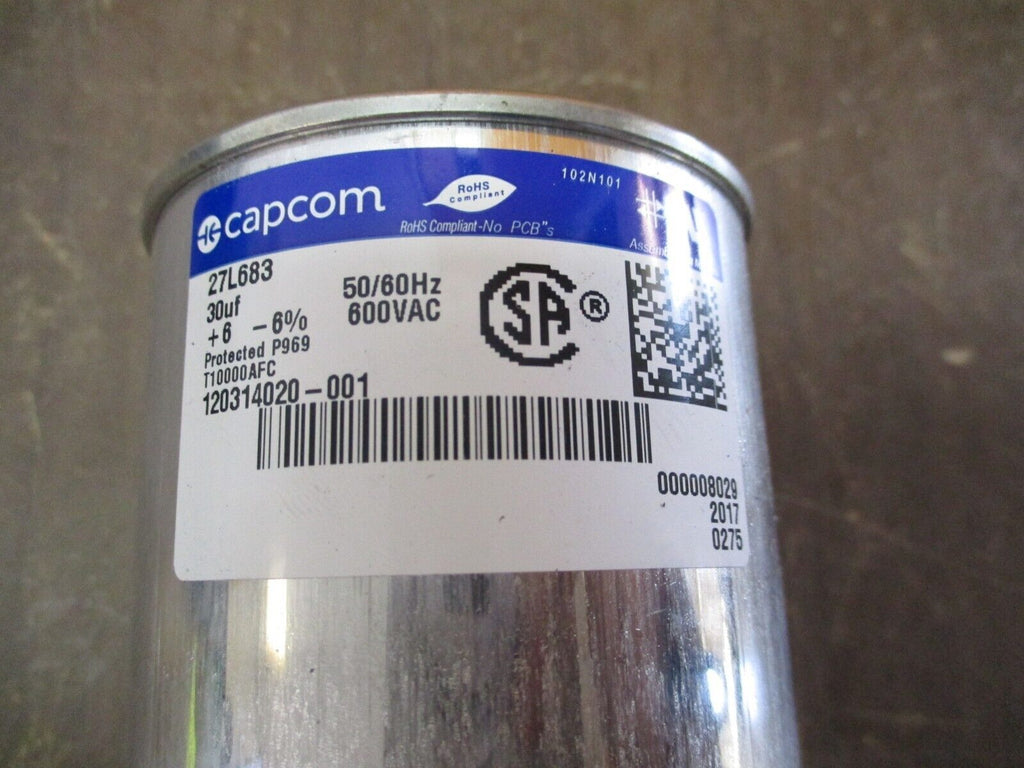 capcom
RoHS
Compliant
102N101
RoHS Compliant-No PCB"s
27L683
50/60Hz
30uf
600VAC
+6 -6%
Protected P969
T10000AFC
120314020-001
SA ®
000008029
2017
0275